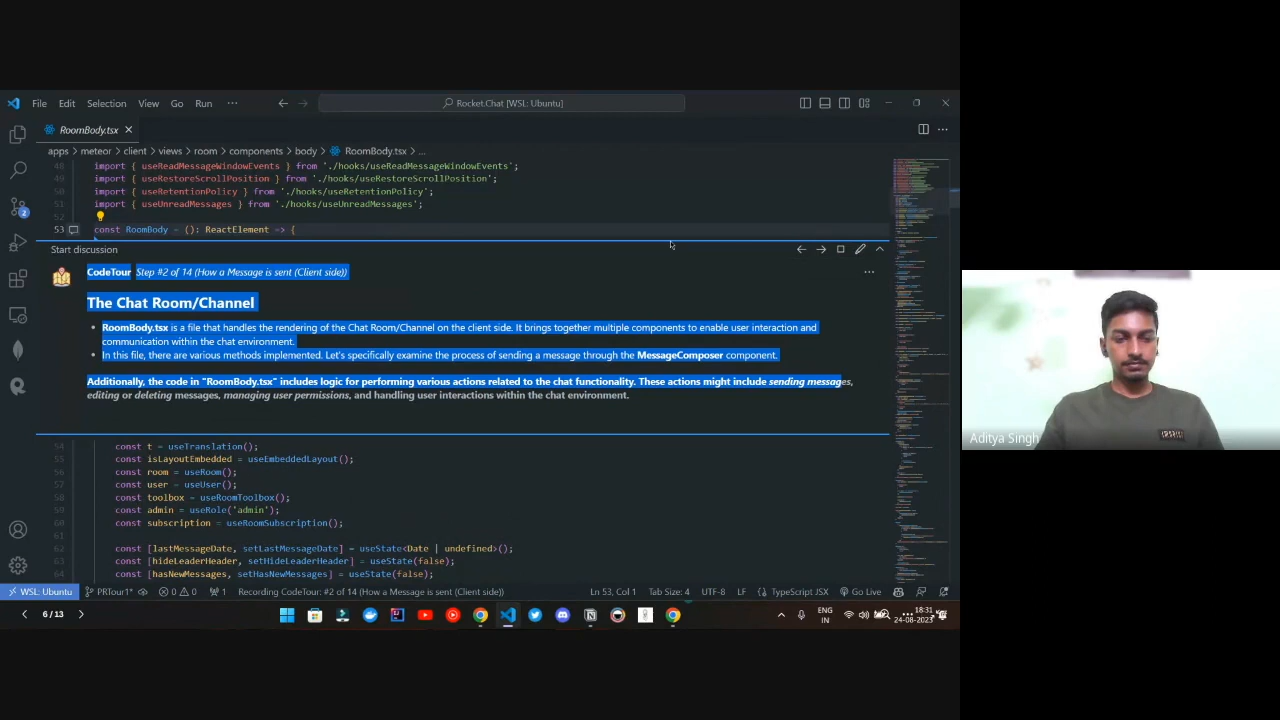 File Edit Selection View Go Run ··· Rocket.Chat [WSL: Ubuntu]
RoomBody.tsx
apps > meteor > client > views > room > components > body > RoomBody.tsx > ...
48 import { useReadMessageWindowEvents } from './hooks/useReadMessageWindowEvents';
49 import { useRestoreScrollPosition } from './hooks/useRestoreScrollPosition';
50 import { useRetentionPolicy } from './hooks/useRetentionPolicy';
51 import { useUnreadMessages } from './hooks/useUnreadMessages';
52
53 const RoomBody = (): ReactElement => {
Start discussion
CodeTour Step #2 of 14 (How a Message is sent (Client side))
The Chat Room/Channel
• RoomBody.tsx is a file that handles the rendering of the Chat Room/Channel on the client side. It brings together multiple components to enable user interaction and
communication within the chat environment.
• In this file, there are various methods implemented. Let's specifically examine the process of sending a message through the MessageComposer component.
Additionally, the code in "RoomBody.tsx" includes logic for performing various actions related to the chat functionality. These actions might include sending messages,
editing or deleting messages, managing user permissions, and handling user interactions within the chat environment.
54 const t = useTranslation();
55 const isLayoutEmbedded = useEmbeddedLayout();
56 const room = useRoom();
57 const user = useUser();
58 const toolbox = useRoomToolbox();
59 const admin = useRole('admin');
60 const subscription = useRoomSubscription();
61
62 const [lastMessageDate, setLastMessageDate] = useState<Date | undefined>();
63 const [hideLeaderHeader, setHideLeaderHeader] = useState(false);
64 const [hasNewMessages, setHasNewMessages] = useState(false);
2
Aditya Singh
WSL: Ubuntu PRTour1* 0 0 1 Recording CodeTour: #2 of 14 (How a Message is sent (Client side)) Ln 53, Col 1 Tab Size: 4 UTF-8 LF {} TypeScript JSX Go Live
6 / 13 ENG IN 18:31 24-08-2023